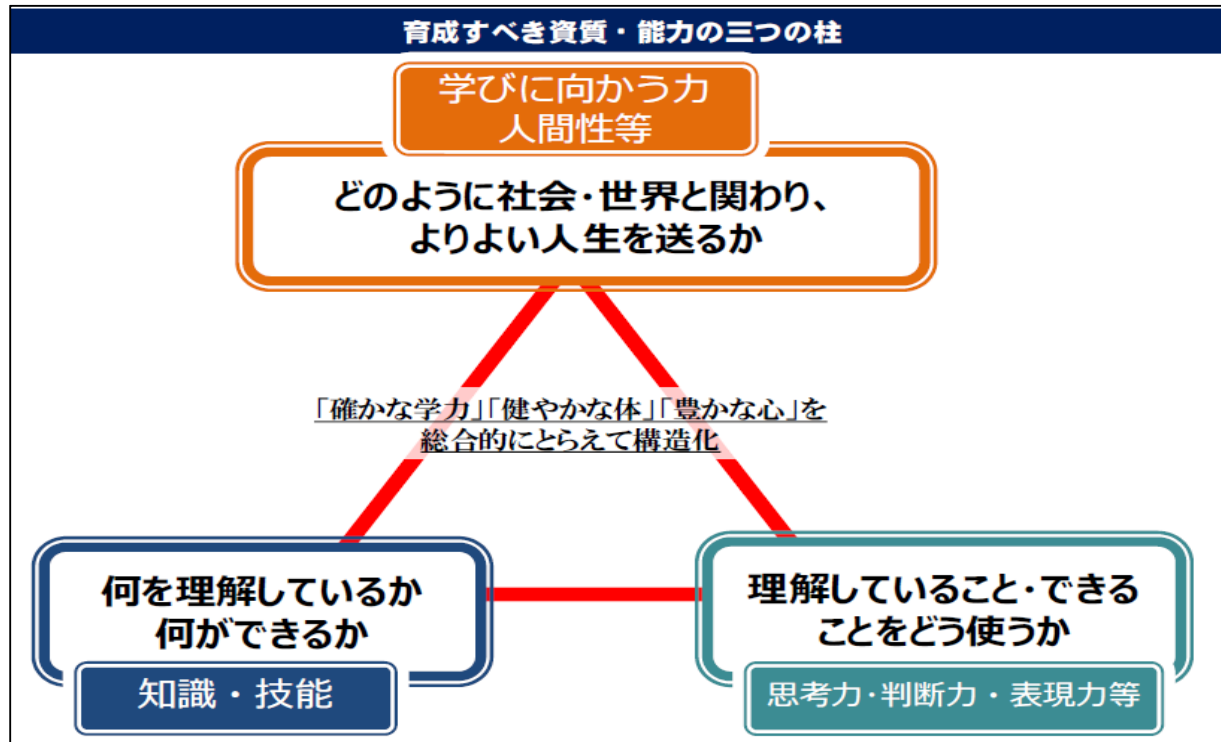 育成すべき資質・能力の三つの柱
学びに向かう力
人間性等
どのように社会・世界と関わり、
よりよい人生を送るか
「確かな学力」「健やかな体」「豊かな心」を
総合的にとらえて構造化
何を理解しているか
何ができるか
知識・技能
理解していること・できる
ことをどう使うか
思考力・判断力・表現力等